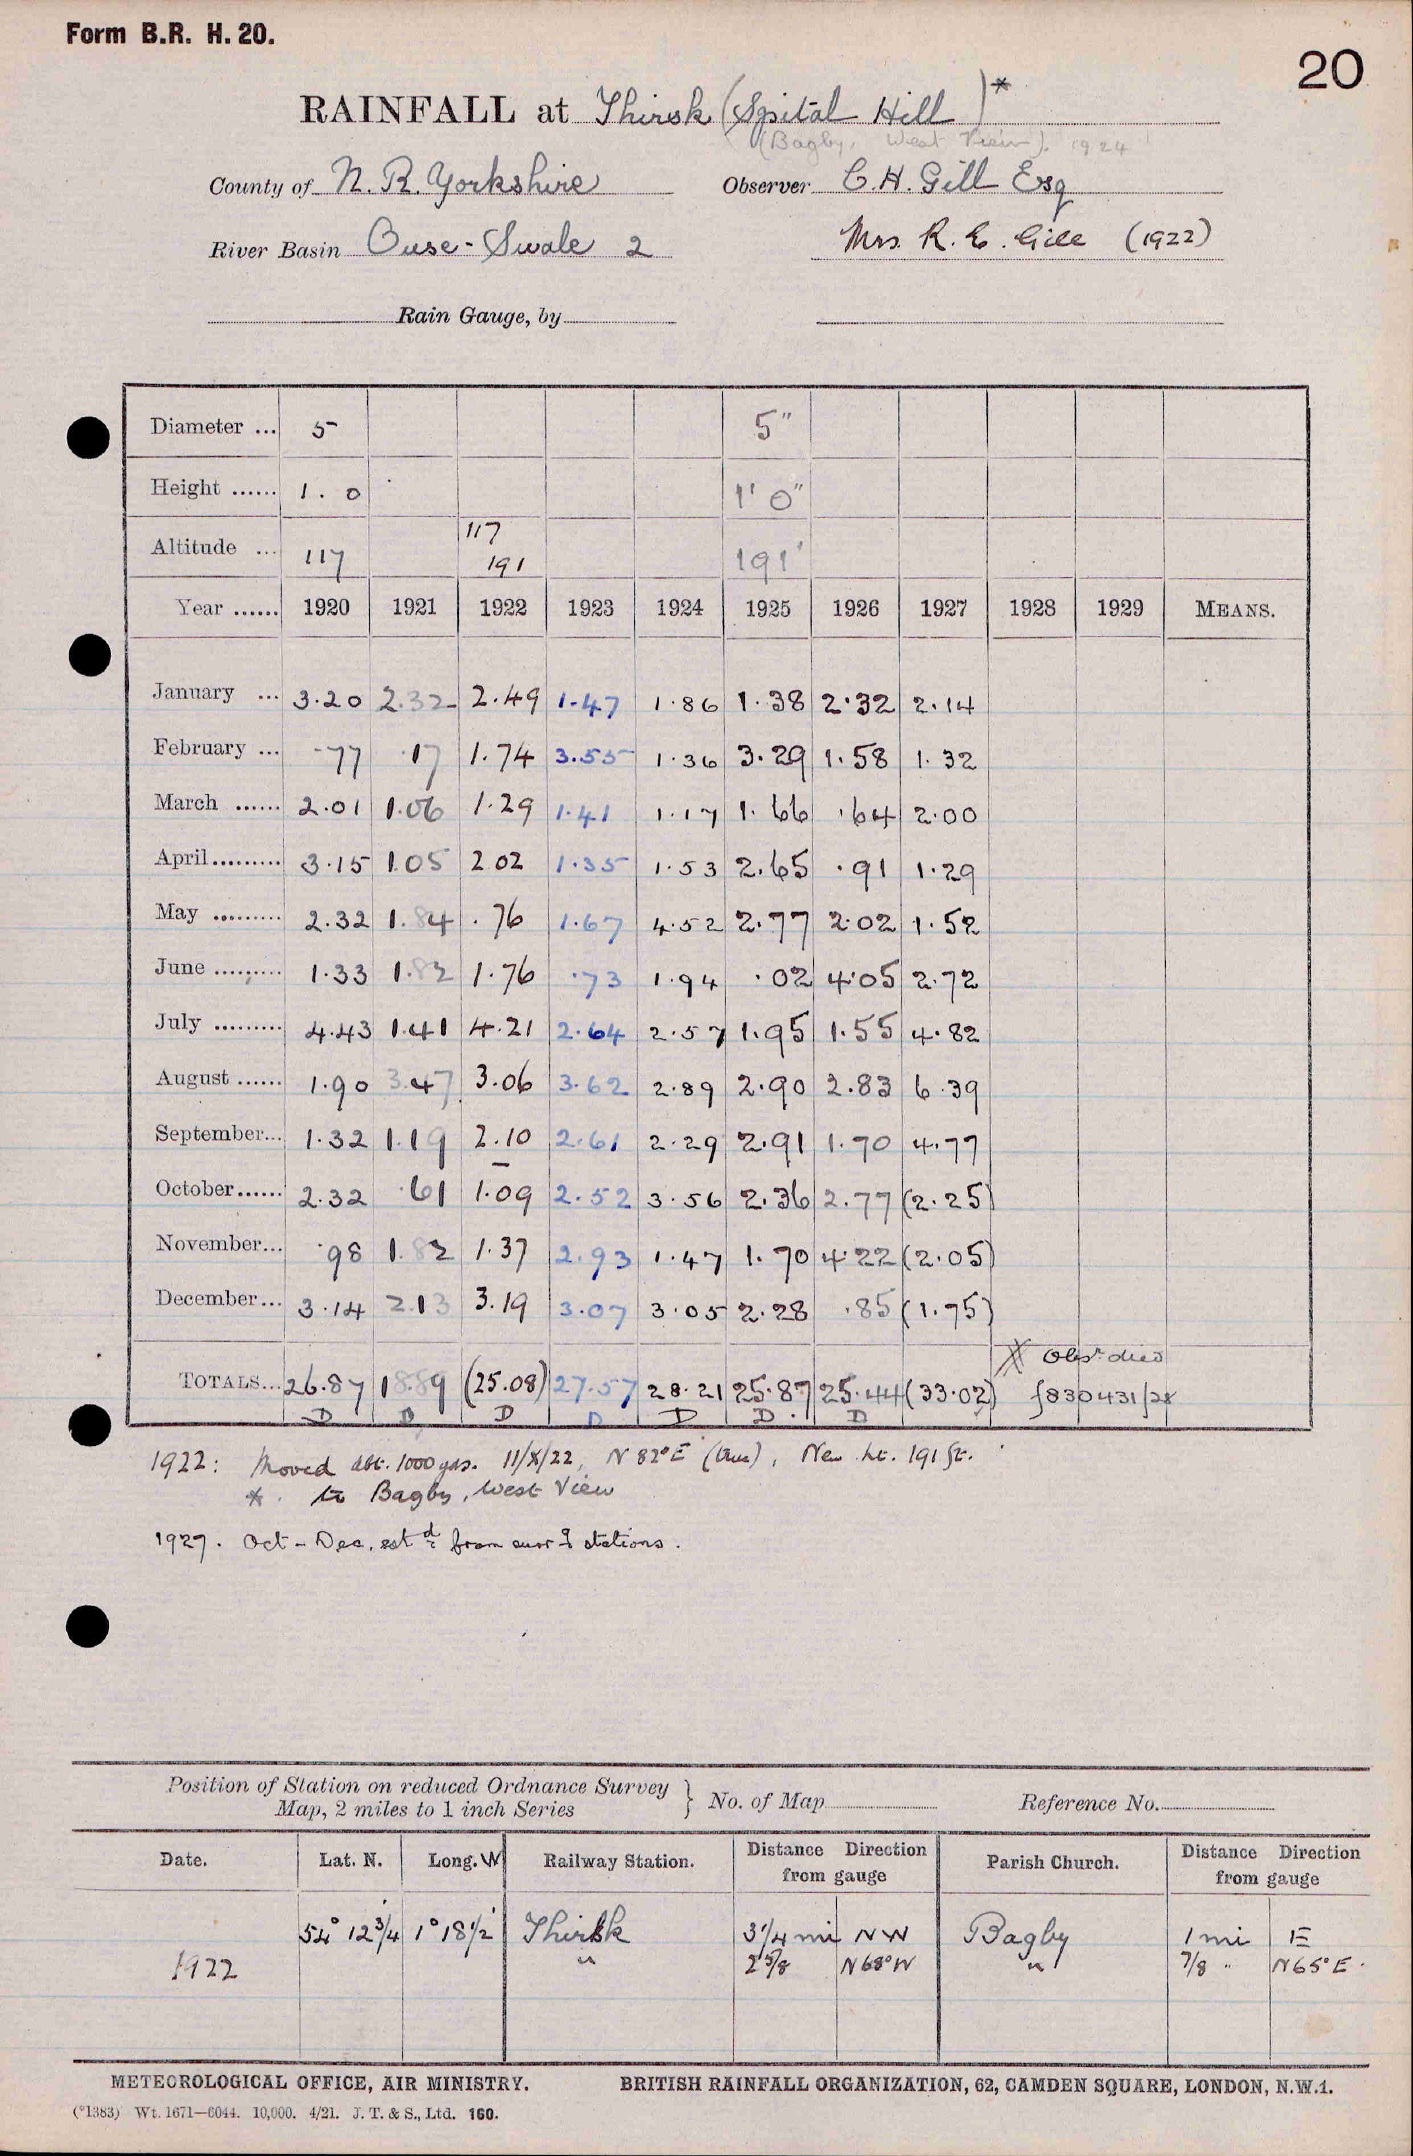 Form B.R. H. 20.
20
RAINFALL at Thirsk (Spital Hill)*
(Bagby, West View). 1924
County of N. R. Yorkshire Observer C. H. Gill Esq
River Basin Ouse - Swale 2 Mrs. R. E. Gill (1922)
Rain Gauge, by
Diameter ... 5 5"
Height ...... 1 . 0 1' 0"
Altitude ... 117 117 191 191'
Year ...... 1920 1921 1922 1923 1924 1925 1926 1927 1928 1929 MEANS.
January ... 3.20 2.32 2.49 1.47 1.86 1.38 2.32 2.14
February ... .77 .17 1.74 3.55 1.36 3.29 1.58 1.32
March ...... 2.01 1.06 1.29 1.41 1.17 1.66 .64 2.00
April ......... 3.15 1.05 2.02 1.35 1.53 2.65 .91 1.29
May ......... 2.32 1.84 .76 1.67 4.52 2.77 2.02 1.52
June ......... 1.33 1.82 1.76 .73 1.94 .02 4.05 2.72
July ......... 4.43 1.41 4.21 2.64 2.57 1.95 1.55 4.82
August ...... 1.90 3.47 3.06 3.62 2.89 2.90 2.83 6.39
September... 1.32 1.19 2.10 2.61 2.29 2.91 1.70 4.77
October...... 2.32 .61 1.09 2.52 3.56 2.36 2.77 (2.25)
November... .98 1.82 1.37 2.93 1.47 1.70 4.22 (2.05)
December... 3.14 2.13 3.19 3.07 3.05 2.28 .85 (1.75)
Obsr. died
TOTALS... 26.87 18.89 (25.08) 27.57 28.21 25.87 25.44 (33.02) 830431/28
D B D D D D D
1922: Moved abt. 1000 yds. 11/X/22, N 82° E (true), New ht. 191 ft.
* to Bagby, West View
1927. Oct - Dec. estd from surrg stations.
Position of Station on reduced Ordnance Survey
Map, 2 miles to 1 inch Series } No. of Map Reference No.
Date. Lat. N. Long. W Railway Station. Distance Direction from gauge Parish Church. Distance Direction from gauge
54° 12 3/4' 1° 18 1/2' Thirsk 3 1/4 mi NW Bagby 1 mi E
1922 " 2 5/8 N 68° W " 7/8 " N 65° E.
METEOROLOGICAL OFFICE, AIR MINISTRY. BRITISH RAINFALL ORGANIZATION, 62, CAMDEN SQUARE, LONDON, N.W.1.
(*1383) Wt. 1671—6044. 10,000. 4/21. J. T. & S., Ltd. 160.